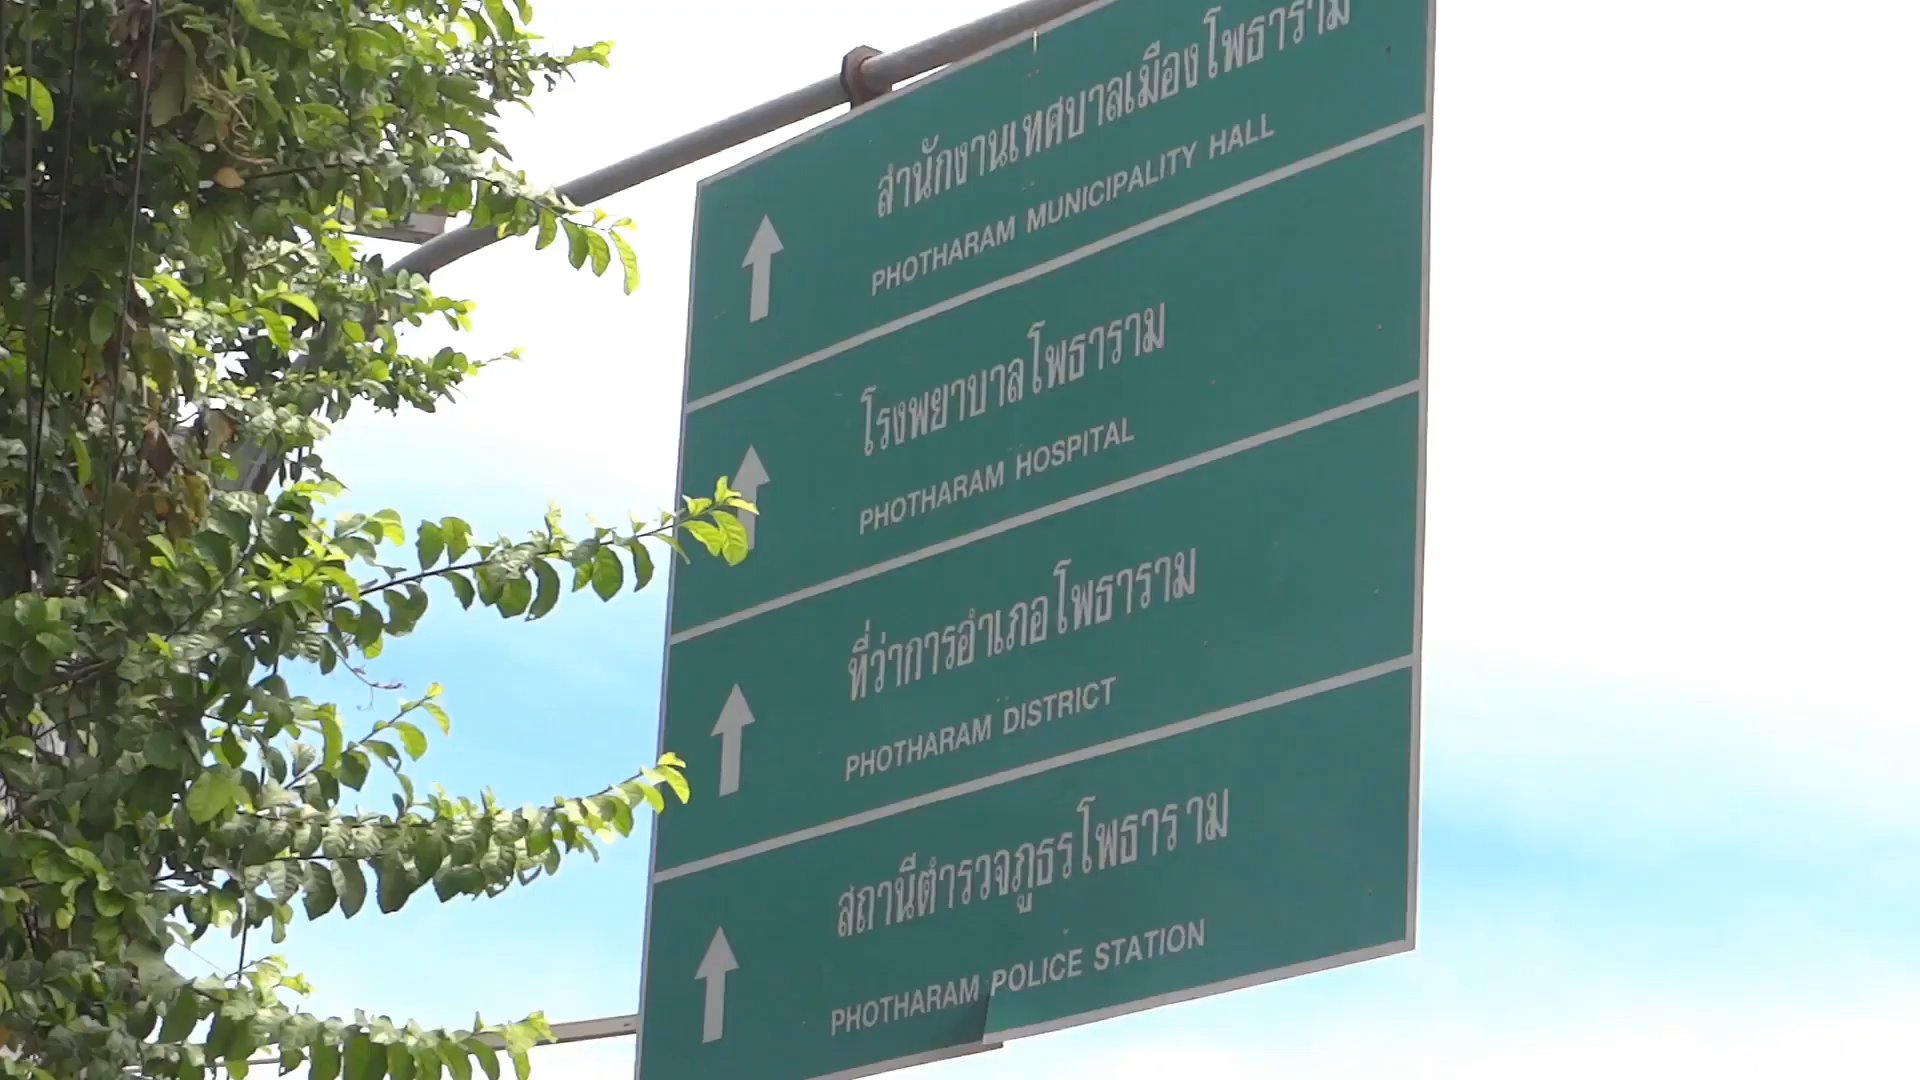 สำนักงานเทศบาลเมืองโพธาราม
PHOTHARAM MUNICIPALITY HALL
โรงพยาบาลโพธาราม
PHOTHARAM HOSPITAL
ที่ว่าการอำเภอโพธาราม
PHOTHARAM DISTRICT
สถานีตำรวจภูธรโพธาราม
PHOTHARAM POLICE STATION